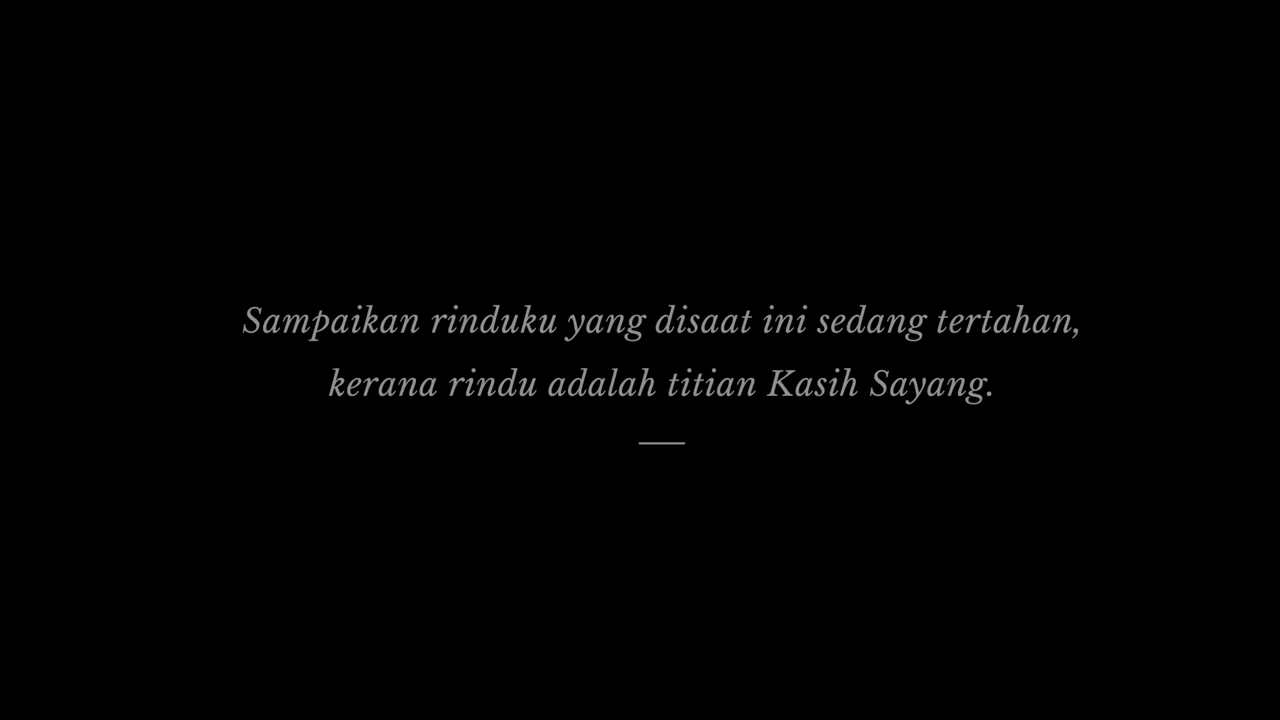 Sampaikan rinduku yang disaat ini sedang tertahan,
kerana rindu adalah titian Kasih Sayang.